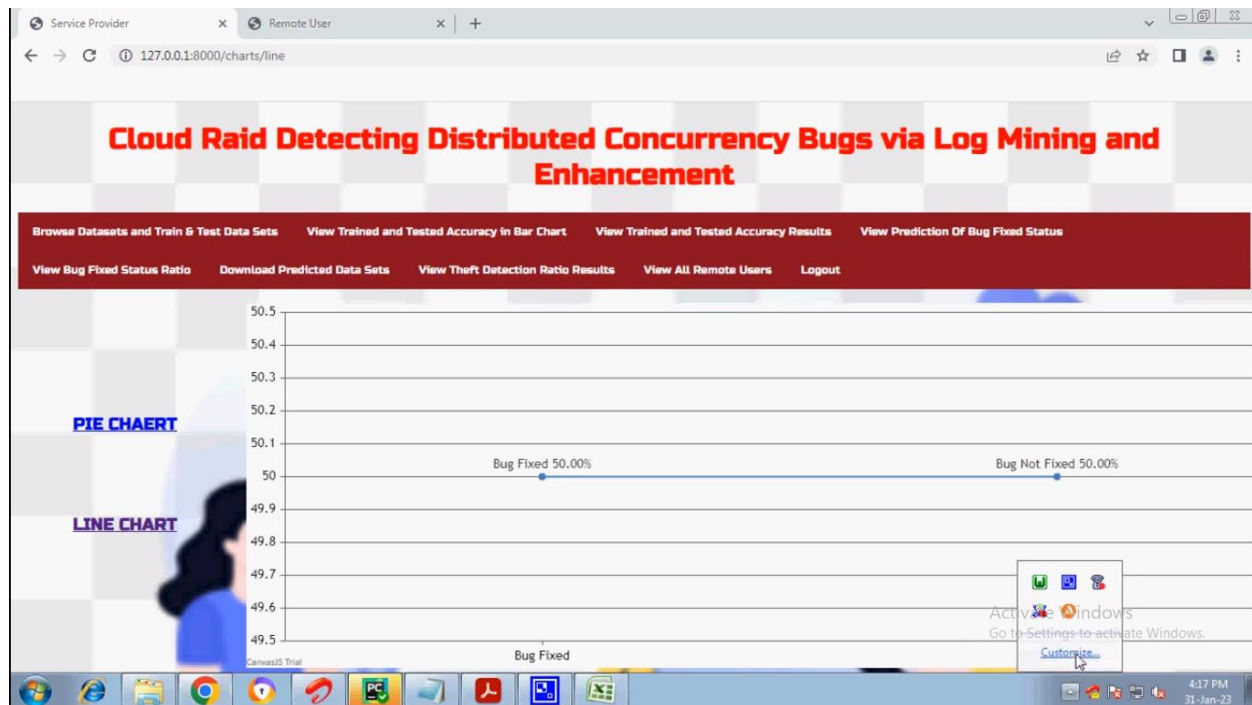 Service Provider
Remote User
127.0.0.1:8000/charts/line
Cloud Raid Detecting Distributed Concurrency Bugs via Log Mining and
Enhancement
Browse Datasets and Train & Test Data Sets View Trained and Tested Accuracy in Bar Chart View Trained and Tested Accuracy Results View Prediction Of Bug Fixed Status
View Bug Fixed Status Ratio Download Predicted Data Sets View Theft Detection Ratio Results View All Remote Users Logout
PIE CHAERT
LINE CHART
50.5
50.4
50.3
50.2
50.1
50
49.9
49.8
49.7
49.6
49.5
Bug Fixed 50.00%
Bug Not Fixed 50.00%
Bug Fixed
CanvasJS Trial
Activate Windows
Go to Settings to activate Windows.
Customize...
PC
4:17 PM
31-Jan-23